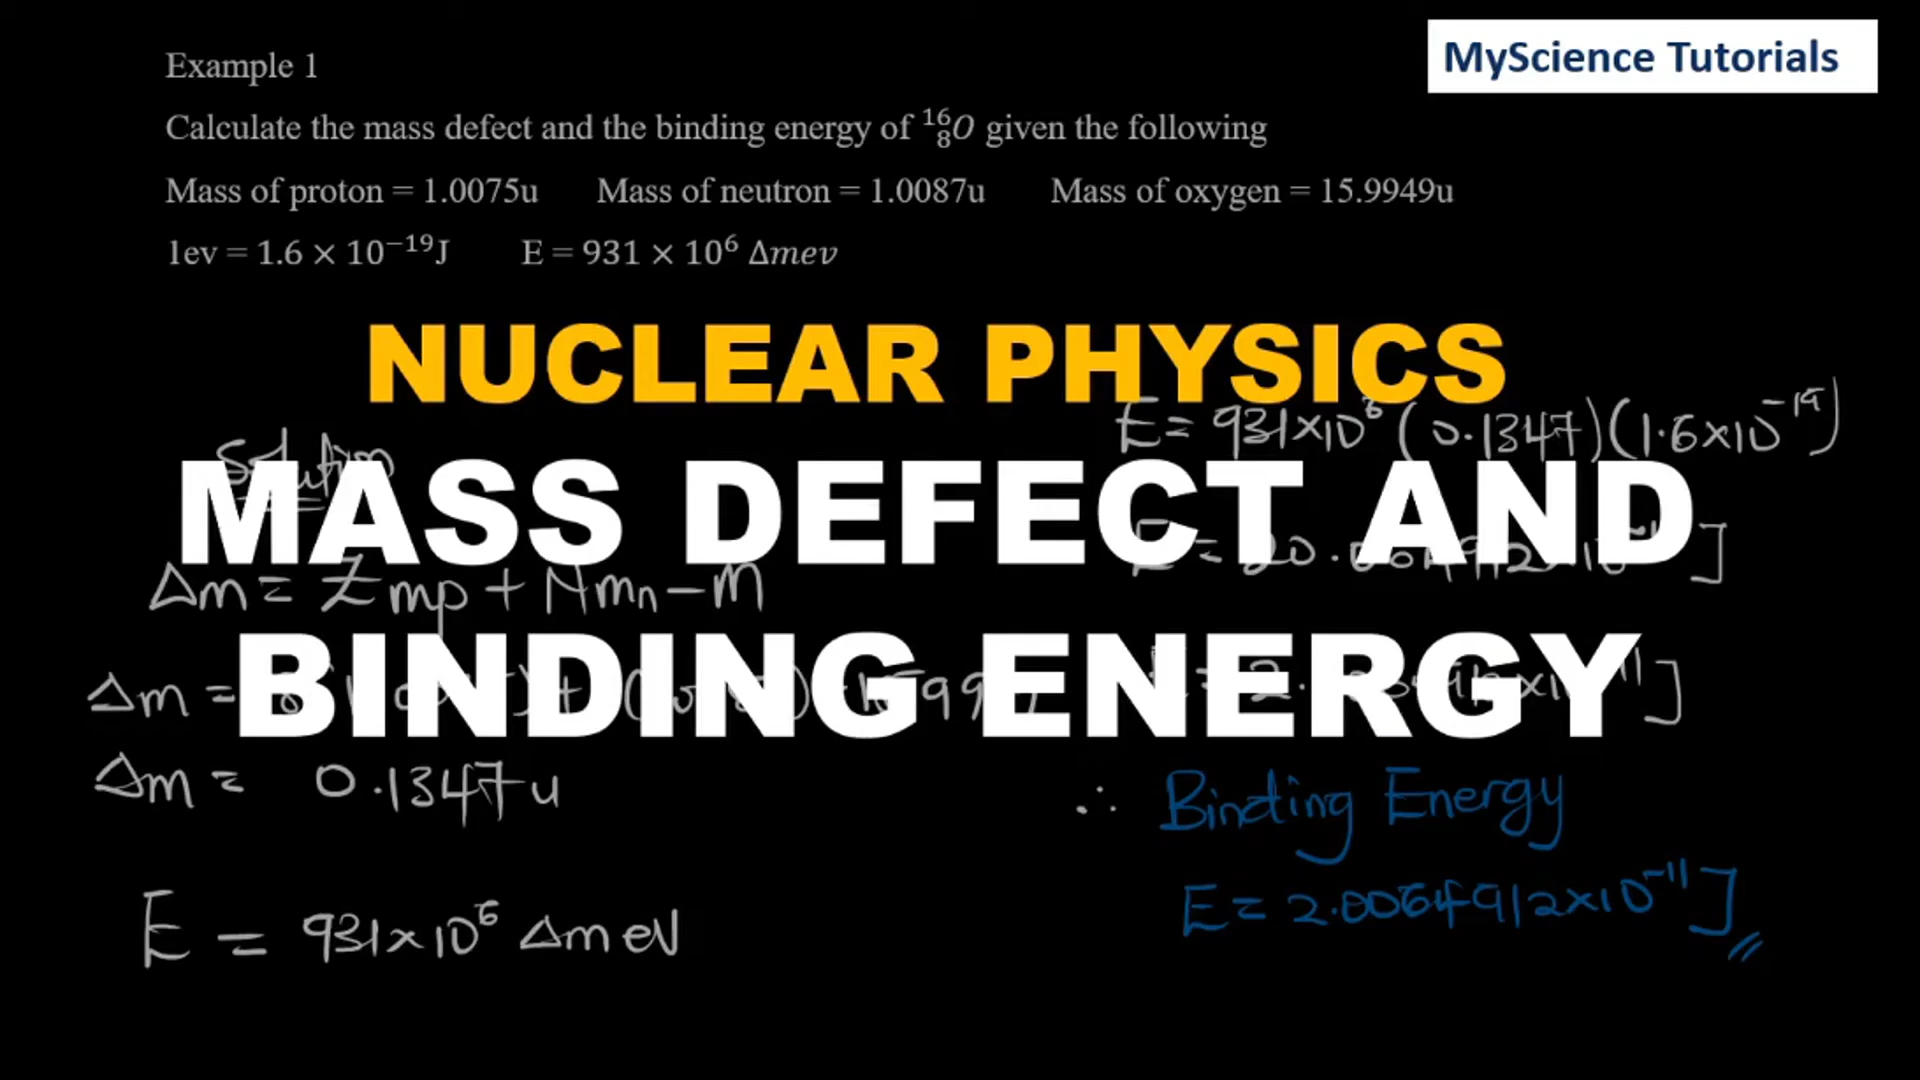 MyScience Tutorials
Example 1
Calculate the mass defect and the binding energy of ¹⁶₈O given the following
Mass of proton = 1.0075u Mass of neutron = 1.0087u Mass of oxygen = 15.9949u
1ev = 1.6 × 10⁻¹⁹J E = 931 × 10⁶ Δmev
NUCLEAR PHYSICS
MASS DEFECT AND
BINDING ENERGY
Solution
Δm = Zmp + Nmn - m
Δm =
Δm = 0.1347u
E = 931×10⁶ Δm eV
E = 931×10⁶ (0.1347)(1.6×10⁻¹⁹)
∴ Binding Energy
E = 2.0064912×10⁻¹¹ J